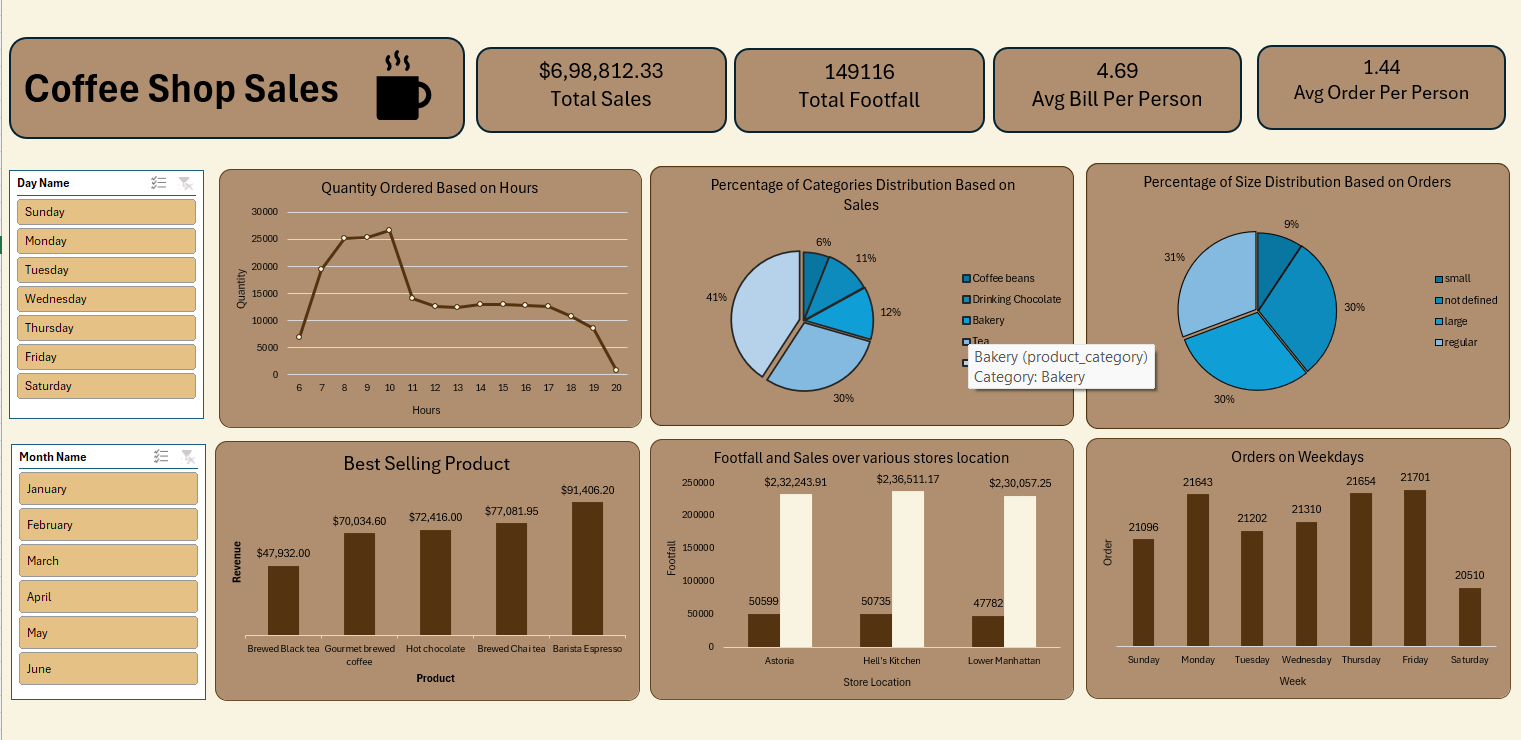 Coffee Shop Sales
$6,98,812.33
Total Sales
149116
Total Footfall
4.69
Avg Bill Per Person
1.44
Avg Order Per Person
Day Name
Sunday
Monday
Tuesday
Wednesday
Thursday
Friday
Saturday
Quantity Ordered Based on Hours
30000
25000
20000
15000
10000
5000
0
Quantity
6 7 8 9 10 11 12 13 14 15 16 17 18 19 20
Hours
Percentage of Categories Distribution Based on
Sales
6%
11%
12%
30%
41%
Coffee beans
Drinking Chocolate
Bakery
Tea
Bakery (product_category)
Category: Bakery
Percentage of Size Distribution Based on Orders
9%
30%
30%
31%
small
not defined
large
regular
Month Name
January
February
March
April
May
June
Best Selling Product
Revenue
$47,932.00
$70,034.60
$72,416.00
$77,081.95
$91,406.20
Brewed Black tea
Gourmet brewed
coffee
Hot chocolate
Brewed Chai tea
Barista Espresso
Product
Footfall and Sales over various stores location
250000
200000
150000
100000
50000
0
Footfall
$2,32,243.91
$2,36,511.17
$2,30,057.25
50599
50735
47782
Astoria
Hell's Kitchen
Lower Manhattan
Store Location
Orders on Weekdays
Order
21096
21643
21202
21310
21654
21701
20510
Sunday
Monday
Tuesday
Wednesday
Thursday
Friday
Saturday
Week